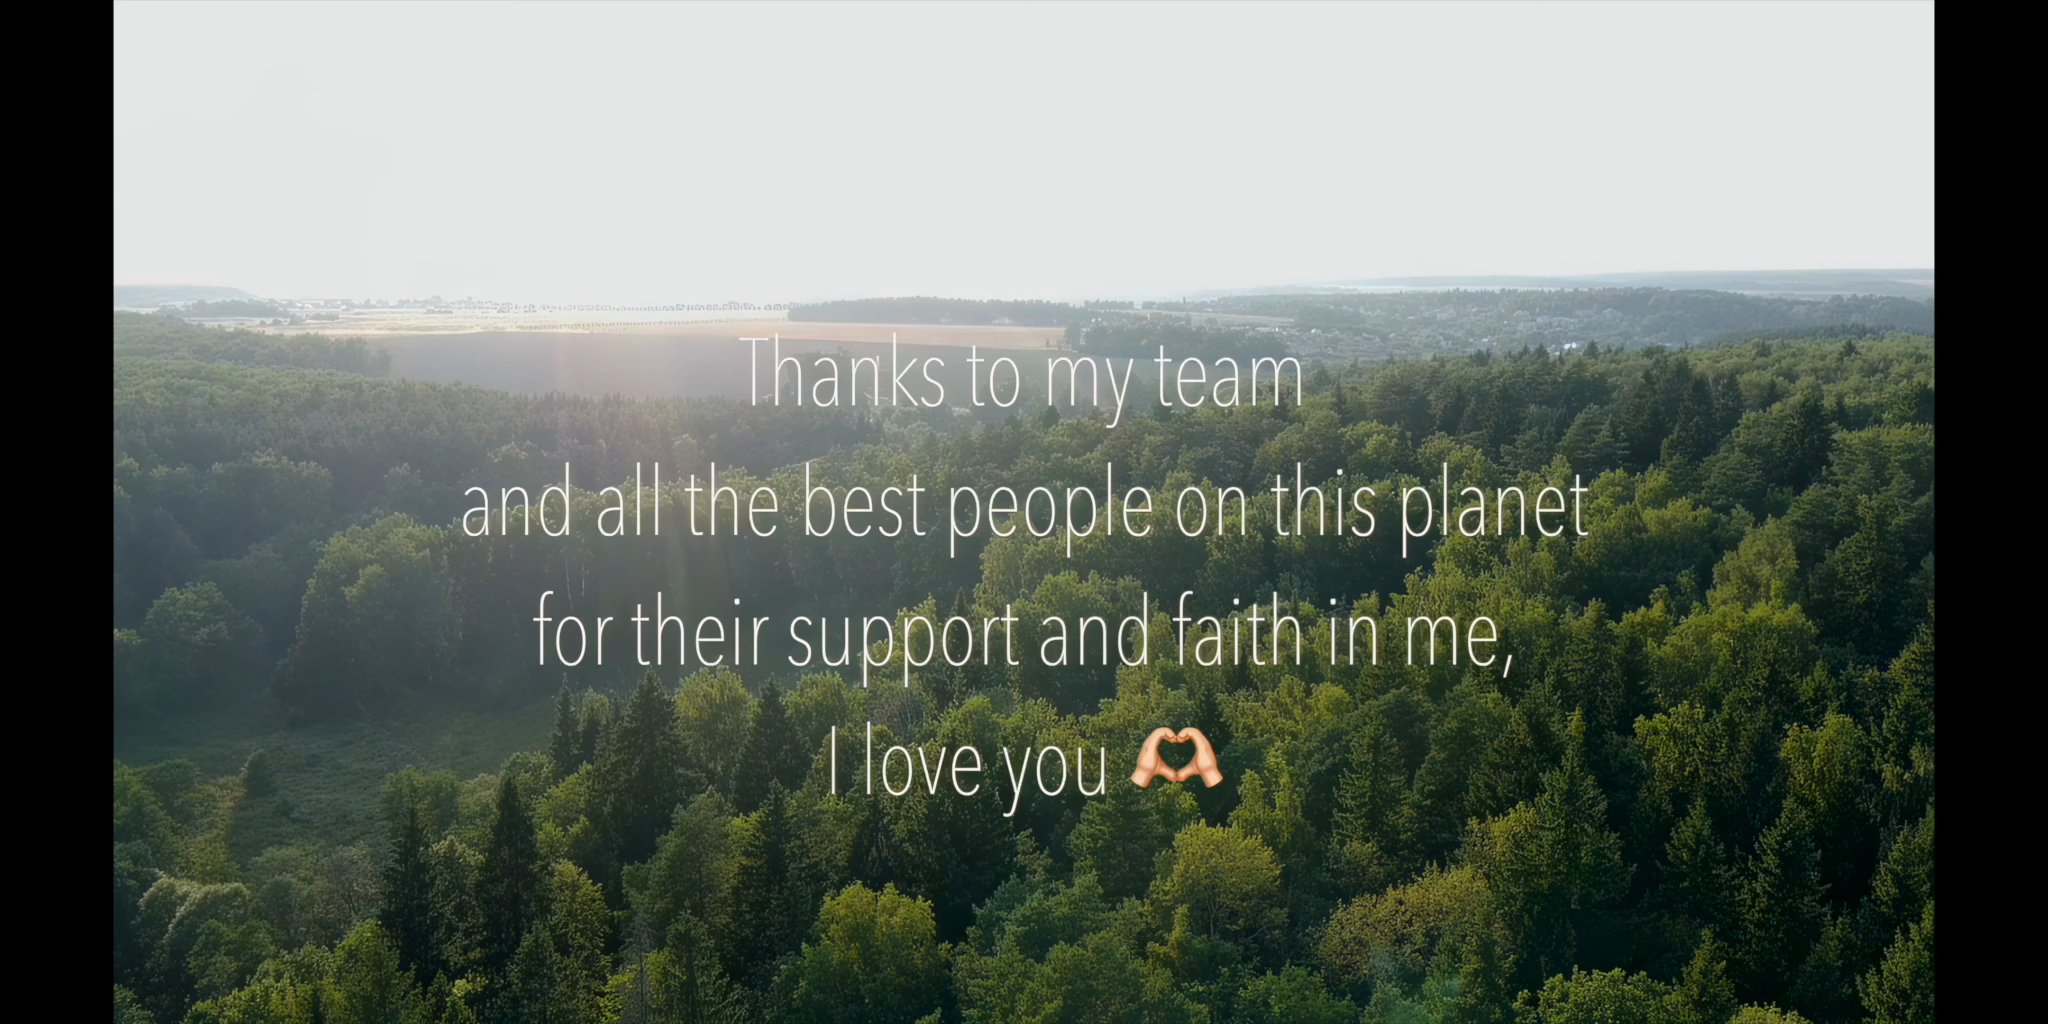 Thanks to my team
and all the best people on this planet
for their support and faith in me,
I love you 🫶🏻